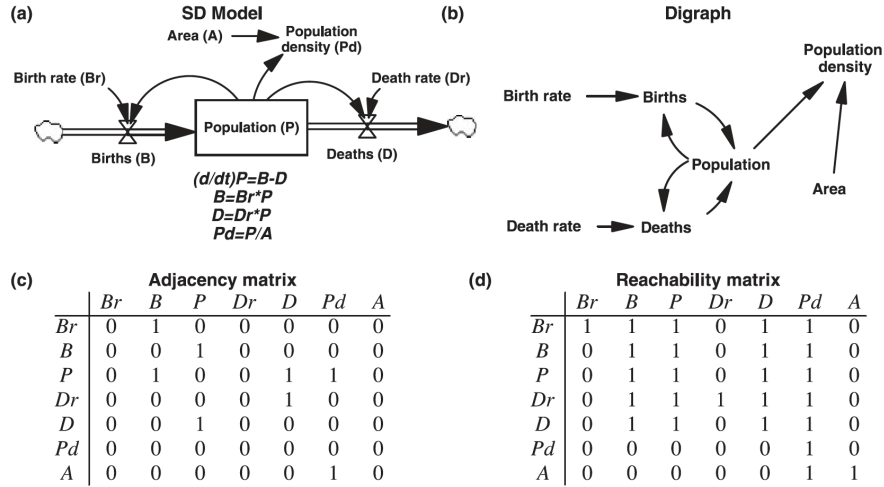 (a) SD Model
Area (A)
Population
density (Pd)
Birth rate (Br)
Death rate (Dr)
Population (P)
Births (B)
Deaths (D)
(d/dt)P=B-D
B=Br*P
D=Dr*P
Pd=P/A
(b) Digraph
Population
density
Birth rate
Births
Population
Area
Death rate
Deaths
(c) Adjacency matrix
Br B P Dr D Pd A
Br 0 1 0 0 0 0 0
B 0 0 1 0 0 0 0
P 0 1 0 0 1 1 0
Dr 0 0 0 0 1 0 0
D 0 0 1 0 0 0 0
Pd 0 0 0 0 0 0 0
A 0 0 0 0 0 1 0
(d) Reachability matrix
Br B P Dr D Pd A
Br 1 1 1 0 1 1 0
B 0 1 1 0 1 1 0
P 0 1 1 0 1 1 0
Dr 0 1 1 1 1 1 0
D 0 1 1 0 1 1 0
Pd 0 0 0 0 0 1 0
A 0 0 0 0 0 1 1